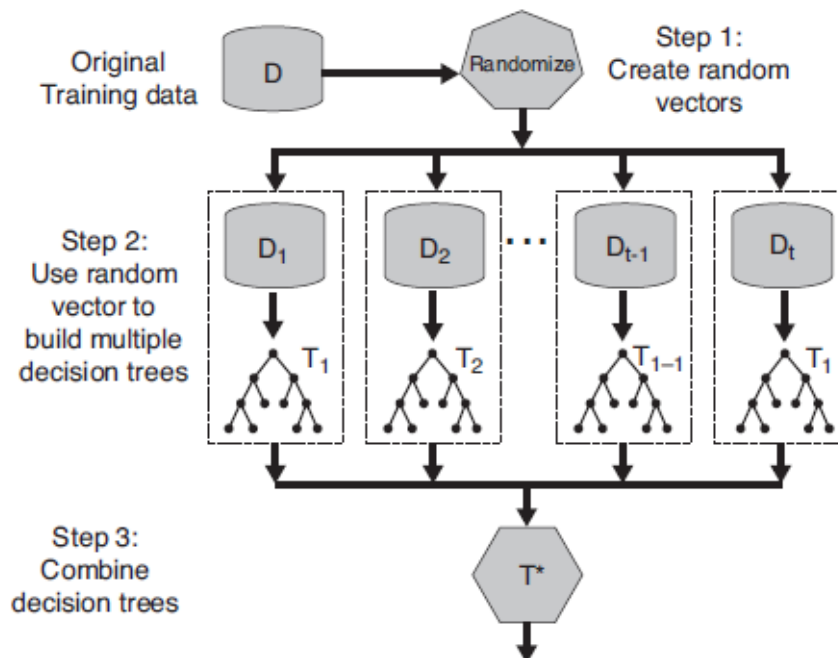 Original
Training data
D
Randomize
Step 1:
Create random
vectors
Step 2:
Use random
vector to
build multiple
decision trees
D₁
D₂
...
Dₜ₋₁
Dₜ
T₁
T₂
T₁₋₁
T₁
Step 3:
Combine
decision trees
T*